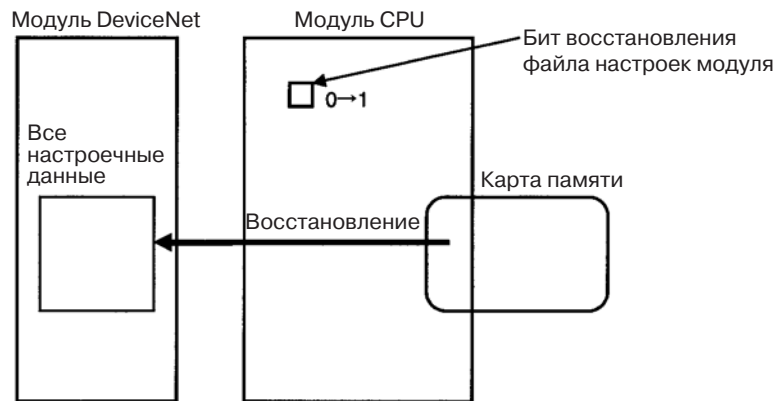 Модуль DeviceNet
Модуль CPU
Бит восстановления
файла настроек модуля
0→1
Все
настроечные
данные
Карта памяти
Восстановление